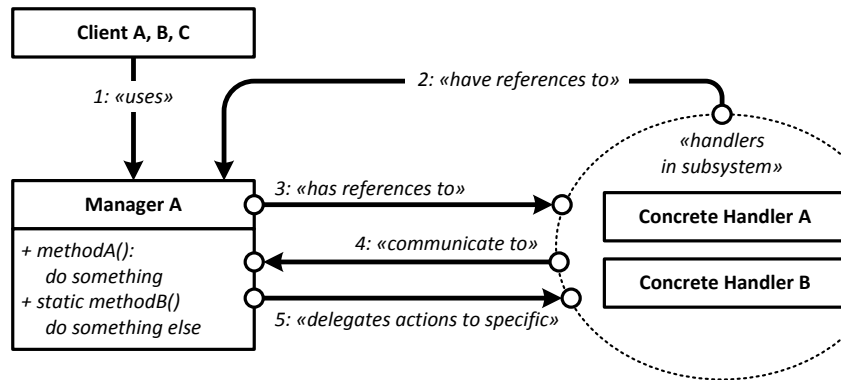 Client A, B, C
1: «uses»
2: «have references to»
«handlers
in subsystem»
Manager A
3: «has references to»
Concrete Handler A
+ methodA():
do something
+ static methodB()
do something else
4: «communicate to»
Concrete Handler B
5: «delegates actions to specific»